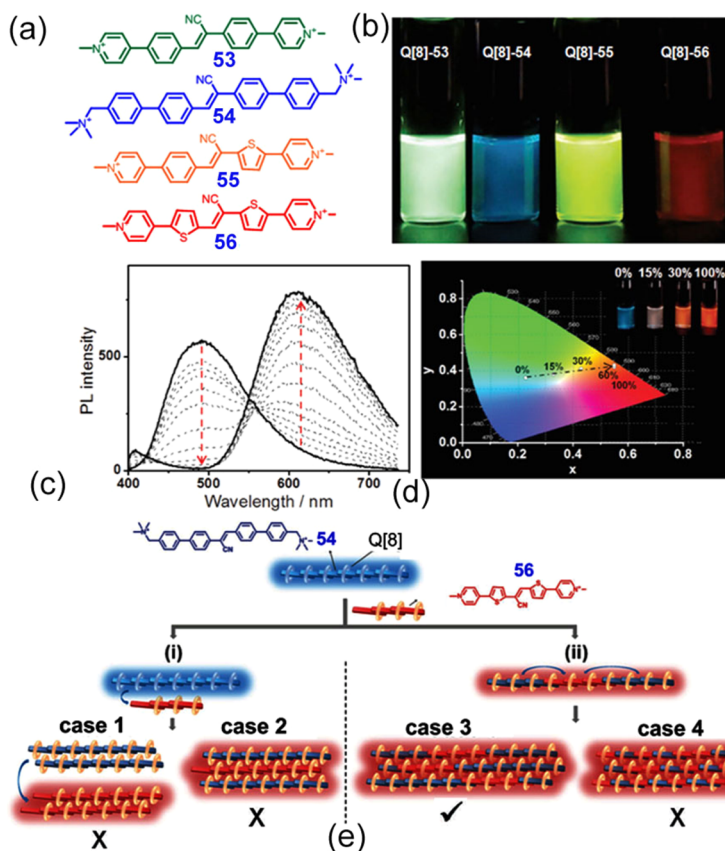 (a)
NC
N⁺
53
N⁺
NC
N⁺
54
N⁺
NC
S
N⁺
55
N⁺
NC
S
S
N⁺
56
N⁺
(b)
Q[8]-53 Q[8]-54 Q[8]-55 Q[8]-56
PL intensity
500
0
400 500 600 700
Wavelength / nm
(c)
0% 15% 30% 100%
0.8
0.6
0.4
0.2
0.0
y
0% 15% 30%
60%
100%
0.0 0.2 0.4 0.6 0.8
x
(d)
54
Q[8]
CN
56
S
S
CN
(i)
(ii)
case 1
case 2
case 3
case 4
X
X
✓
X
(e)